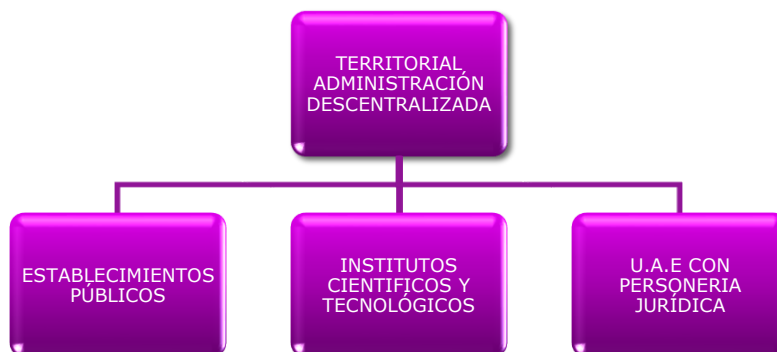 TERRITORIAL
ADMINISTRACIÓN
DESCENTRALIZADA
ESTABLECIMIENTOS
PÚBLICOS
INSTITUTOS
CIENTIFICOS Y
TECNOLÓGICOS
U.A.E CON
PERSONERIA
JURÍDICA